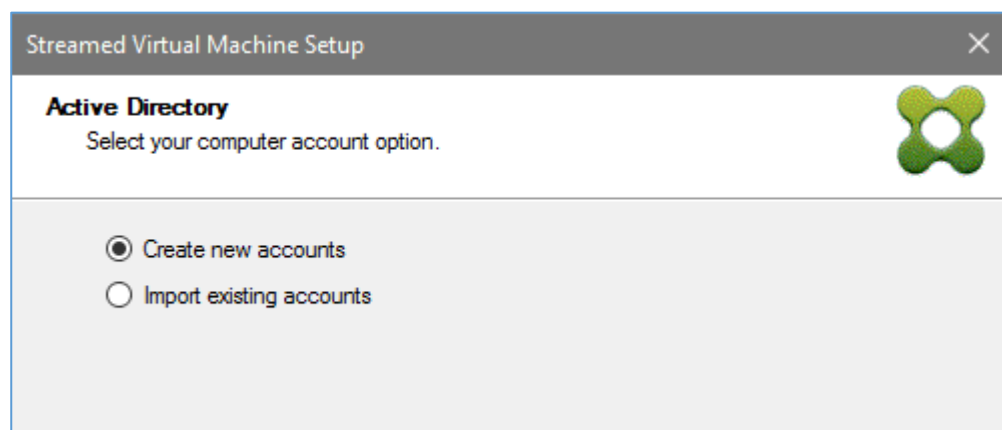 Streamed Virtual Machine Setup
Active Directory
Select your computer account option.
Create new accounts
Import existing accounts